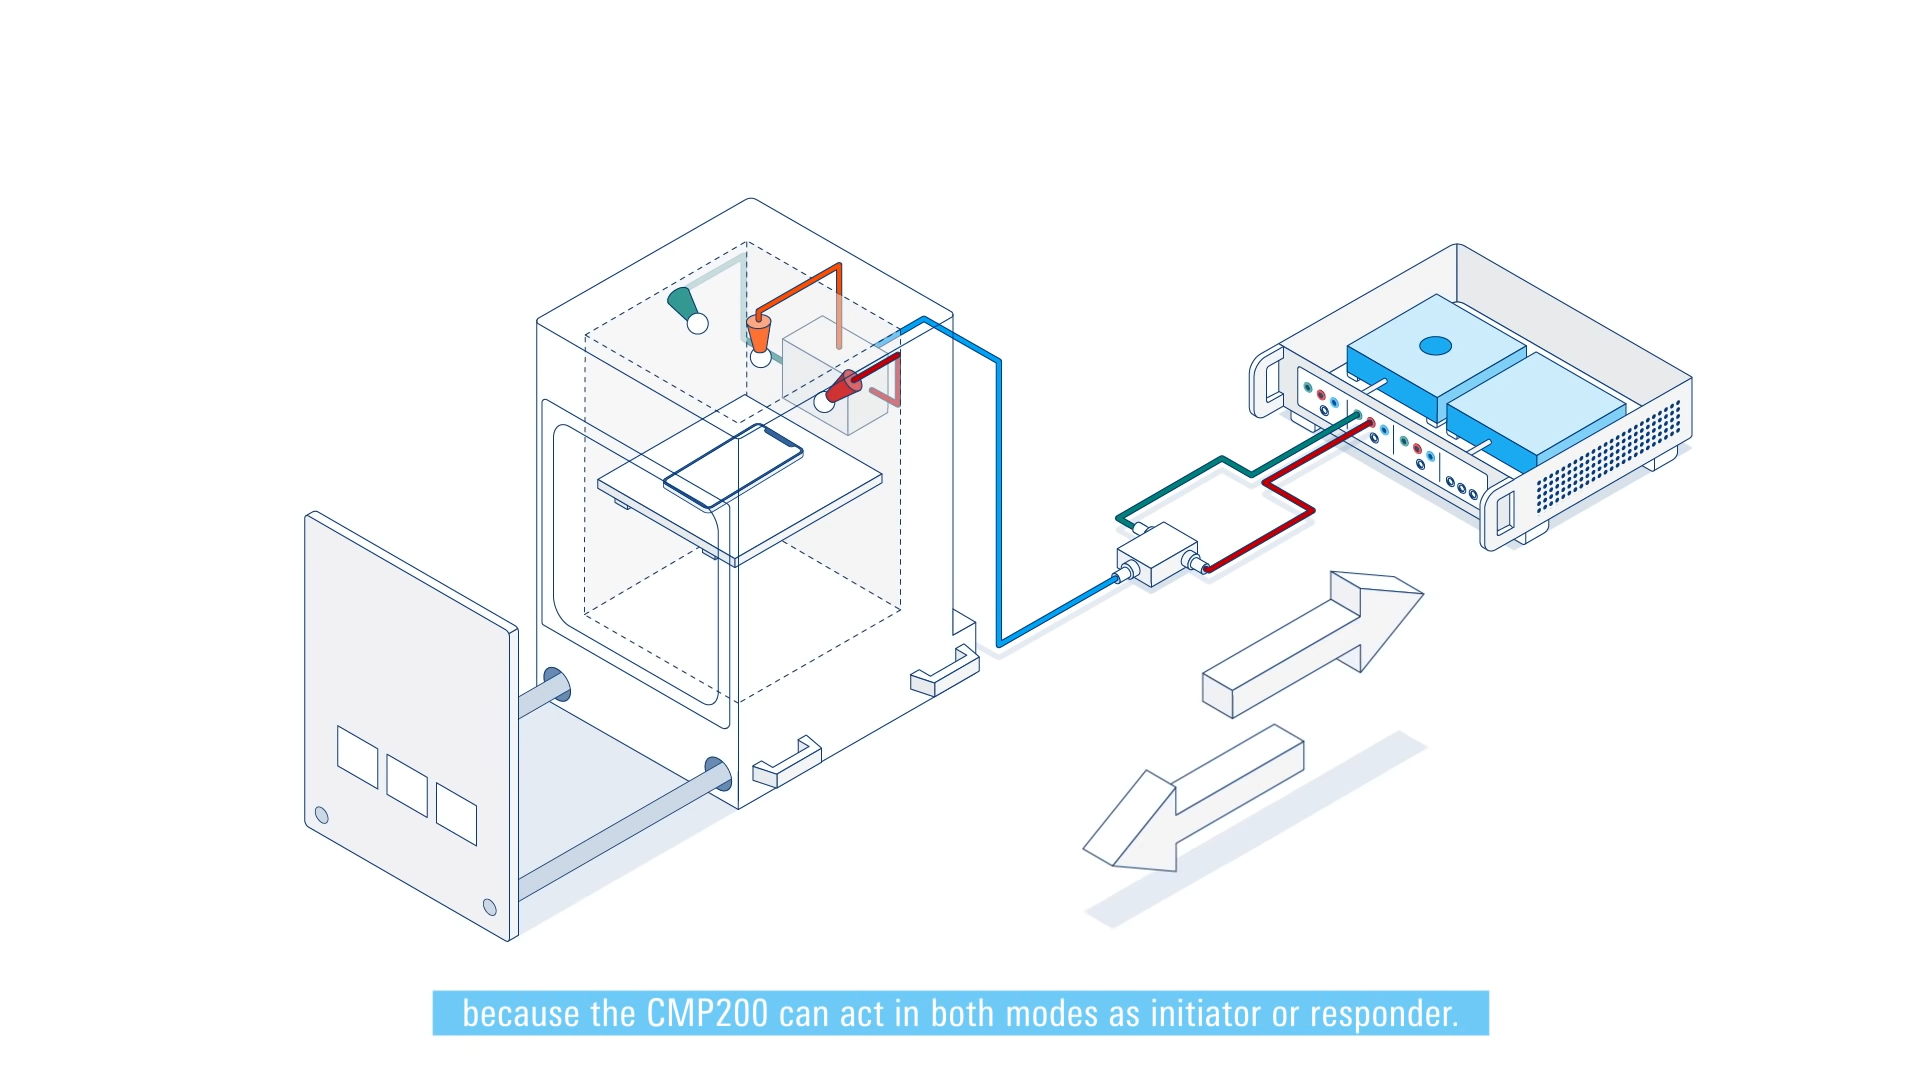 because the CMP200 can act in both modes as initiator or responder.